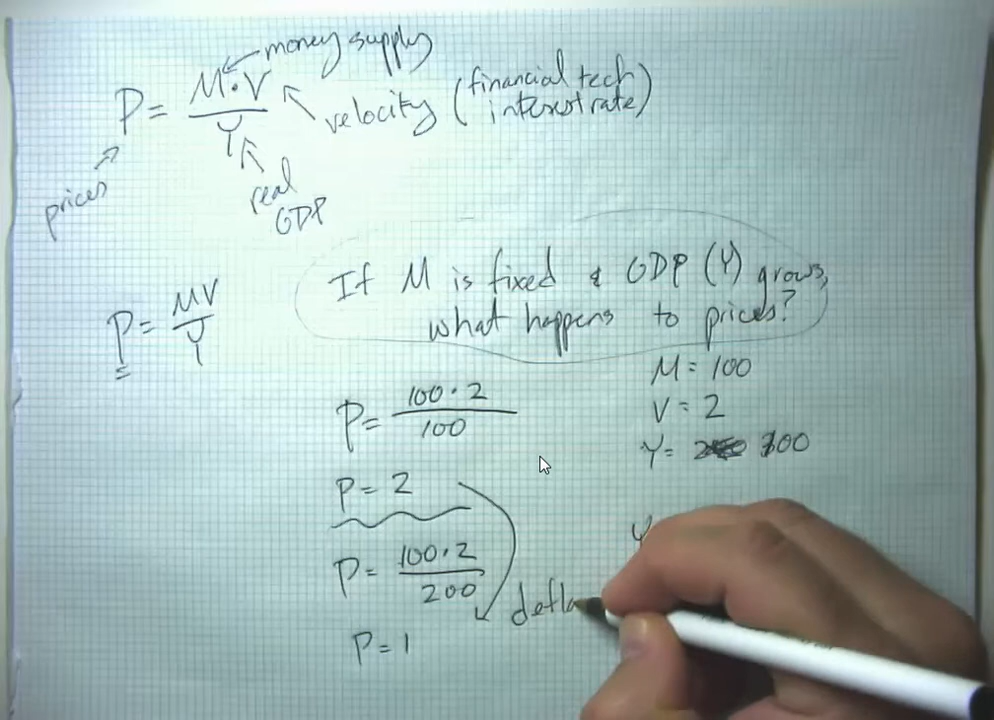 money supply
P = M·V / Y
velocity (financial tech interest rate)
prices
real
GDP
P = MV / Y
If M is fixed & GDP (Y) grows,
what happens to prices?
M = 100
V = 2
Y = 100
P = 100·2 / 100
P = 2
Y
P = 100·2 / 200
defla
P = 1